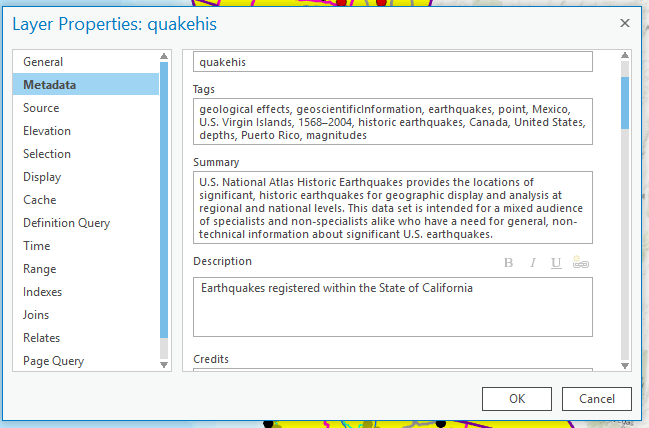 Layer Properties: quakehis
General
Metadata
Source
Elevation
Selection
Display
Cache
Definition Query
Time
Range
Indexes
Joins
Relates
Page Query
quakehis
Tags
geological effects, geoscientificInformation, earthquakes, point, Mexico,
U.S. Virgin Islands, 1568–2004, historic earthquakes, Canada, United States,
depths, Puerto Rico, magnitudes
Summary
U.S. National Atlas Historic Earthquakes provides the locations of
significant, historic earthquakes for geographic display and analysis at
regional and national levels. This data set is intended for a mixed audience
of specialists and non-specialists alike who have a need for general, non-
technical information about significant U.S. earthquakes.
Description
B I U
Earthquakes registered within the State of California
Credits
OK
Cancel